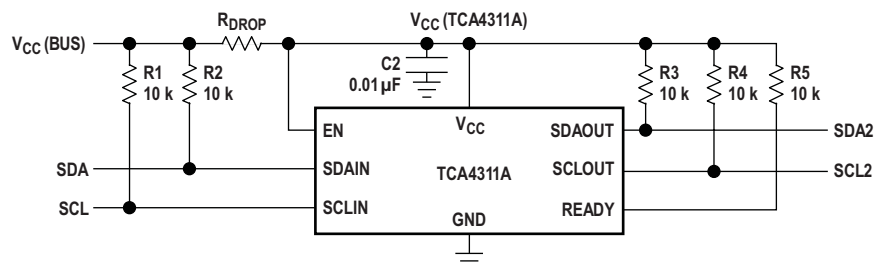 RDROP
VCC (TCA4311A)
VCC (BUS)
R1
10 k
R2
10 k
C2
0.01 µF
R3
10 k
R4
10 k
R5
10 k
EN
VCC
SDAOUT
SDA2
SDA
SDAIN
TCA4311A
SCLOUT
SCL2
SCL
SCLIN
GND
READY